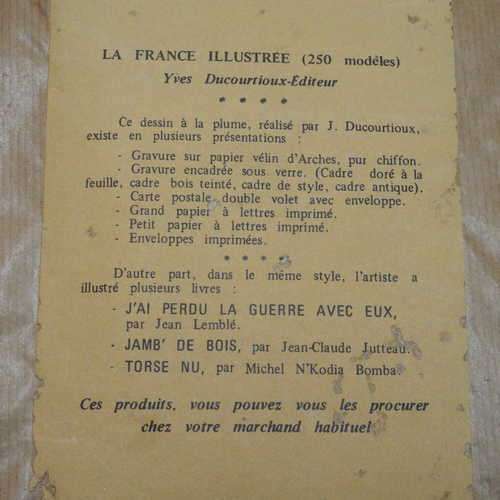 LA FRANCE ILLUSTRÉE (250 modèles)
Yves Ducourtioux-Éditeur
* * * *
Ce dessin à la plume, réalisé par J. Ducourtioux,
existe en plusieurs présentations :
- Gravure sur papier vélin d'Arches, pur chiffon.
- Gravure encadrée sous verre. (Cadre doré à la
feuille, cadre bois teinté, cadre de style, cadre antique).
- Carte postale double volet avec enveloppe.
- Grand papier à lettres imprimé.
- Petit papier à lettres imprimé.
- Enveloppes imprimées.
* * * *
D'autre part, dans le même style, l'artiste a
illustré plusieurs livres :
- J'AI PERDU LA GUERRE AVEC EUX,
par Jean Lemblé.
- JAMB' DE BOIS, par Jean-Claude Jutteau.
- TORSE NU, par Michel N'Kodia Bomba.
Ces produits, vous pouvez vous les procurer
chez votre marchand habituel